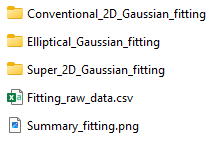 Conventional_2D_Gaussian_fitting
Elliptical_Gaussian_fitting
Super_2D_Gaussian_fitting
Fitting_raw_data.csv
Summary_fitting.png